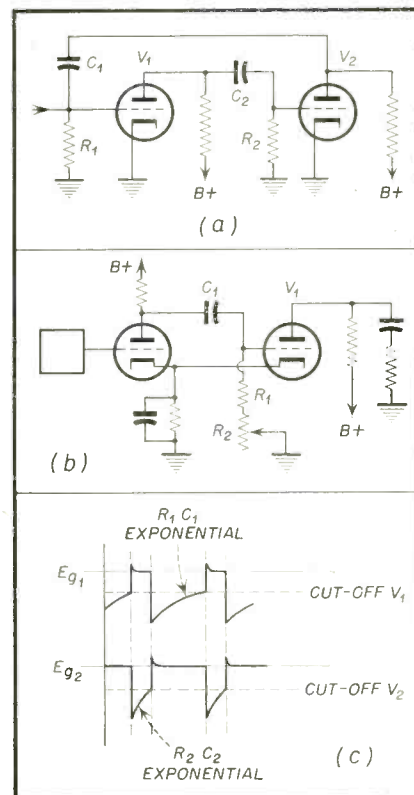 C1
V1
V2
C2
R1
R2
B+
B+
(a)
B+
C1
V1
R1
R2
B+
(b)
R1 C1
EXPONENTIAL
Eg1
CUT-OFF V1
Eg2
CUT-OFF V2
R2 C2
EXPONENTIAL
(c)